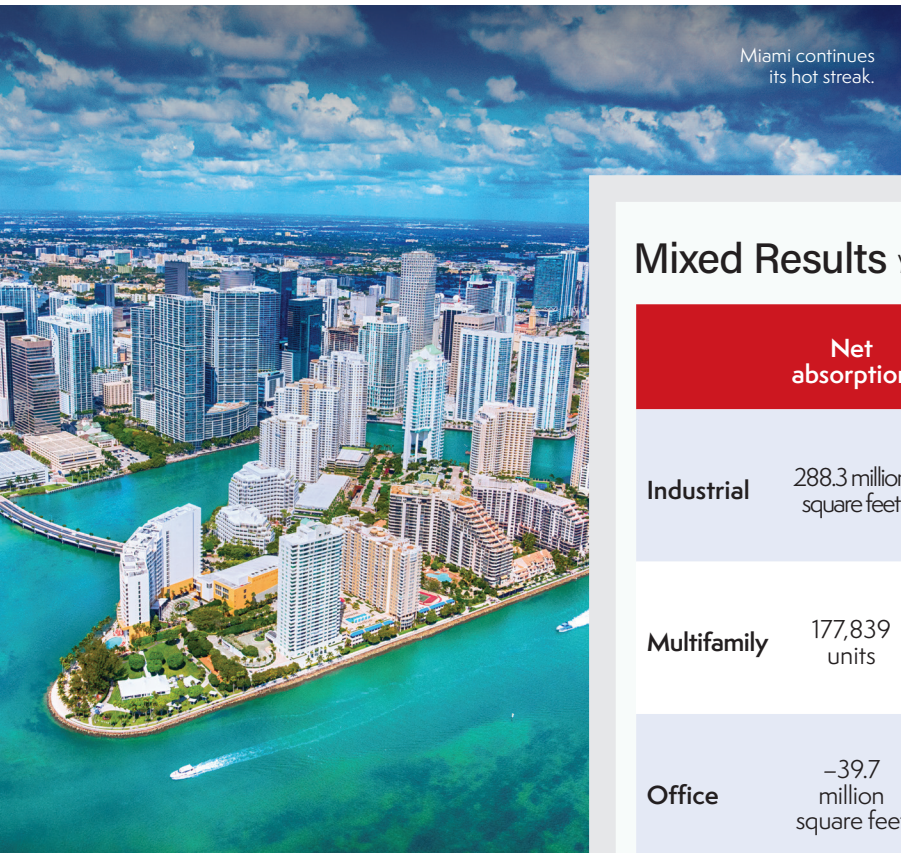 Miami continues
its hot streak.
Mixed Results
Net
absorption
Industrial
288.3 million
square feet
Multifamily
177,839
units
Office
–39.7
million
square feet